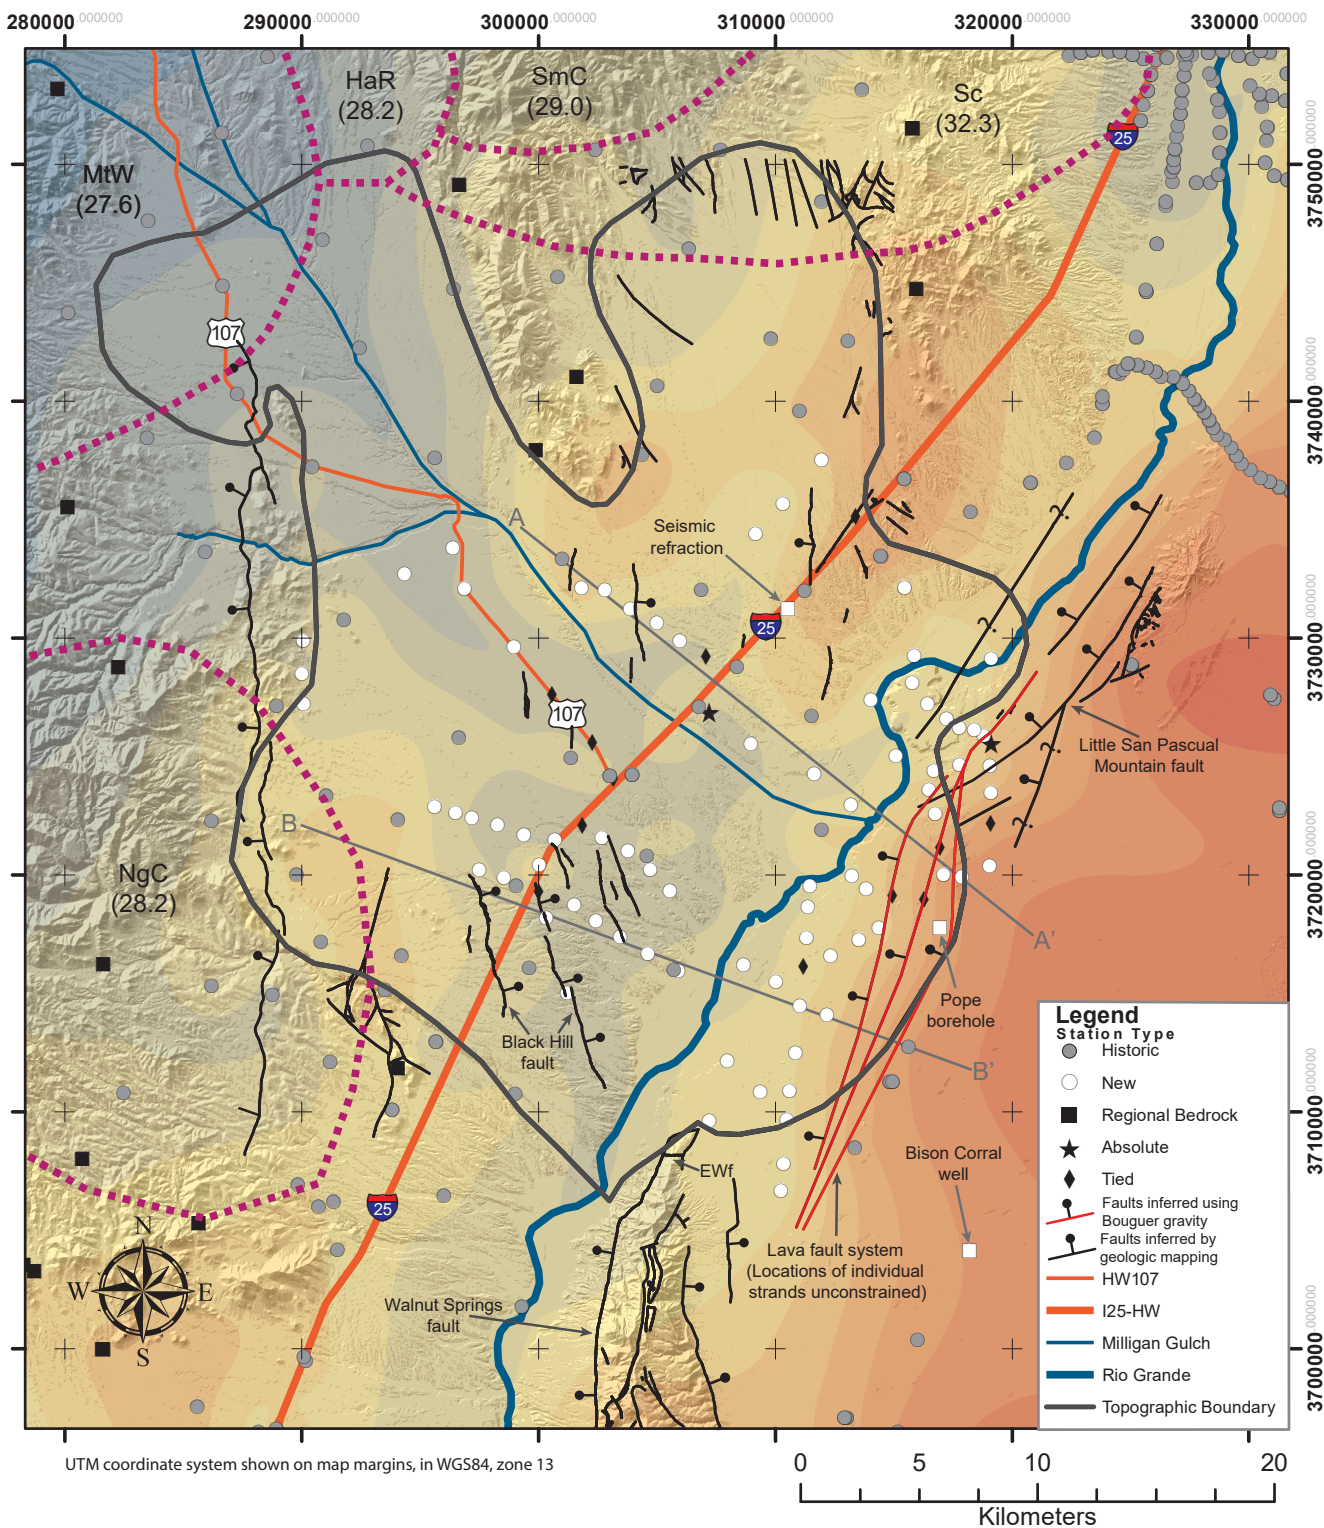 280000.000000 290000.000000 300000.000000 310000.000000 320000.000000 330000.000000
HaR
(28.2)
SmC
(29.0)
Sc
(32.3)
25
MtW
(27.6)
3750000.000000
107
3740000.000000
A
Seismic
refraction
?
25
?
3730000.000000
107
Little San Pascual
Mountain fault
?
B
?
3720000.000000
NgC
(28.2)
A'
Pope
borehole
Black Hill
fault
B'
3710000.000000
Bison Corral
well
EWf
25
Lava fault system
(Locations of individual
strands unconstrained)
Walnut Springs
fault
N
W E
S
3700000.000000
Legend
Station Type
Historic
New
Regional Bedrock
Absolute
Tied
Faults inferred using
Bouguer gravity
Faults inferred by
geologic mapping
HW107
I25-HW
Milligan Gulch
Rio Grande
Topographic Boundary
UTM coordinate system shown on map margins, in WGS84, zone 13
0 5 10 20
Kilometers